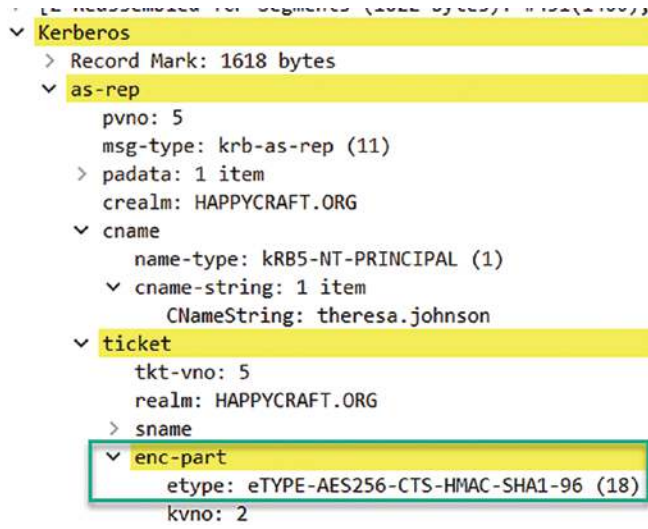 Kerberos
Record Mark: 1618 bytes
as-rep
pvno: 5
msg-type: krb-as-rep (11)
padata: 1 item
crealm: HAPPYCRAFT.ORG
cname
name-type: kRB5-NT-PRINCIPAL (1)
cname-string: 1 item
CNameString: theresa.johnson
ticket
tkt-vno: 5
realm: HAPPYCRAFT.ORG
sname
enc-part
etype: eTYPE-AES256-CTS-HMAC-SHA1-96 (18)
kvno: 2